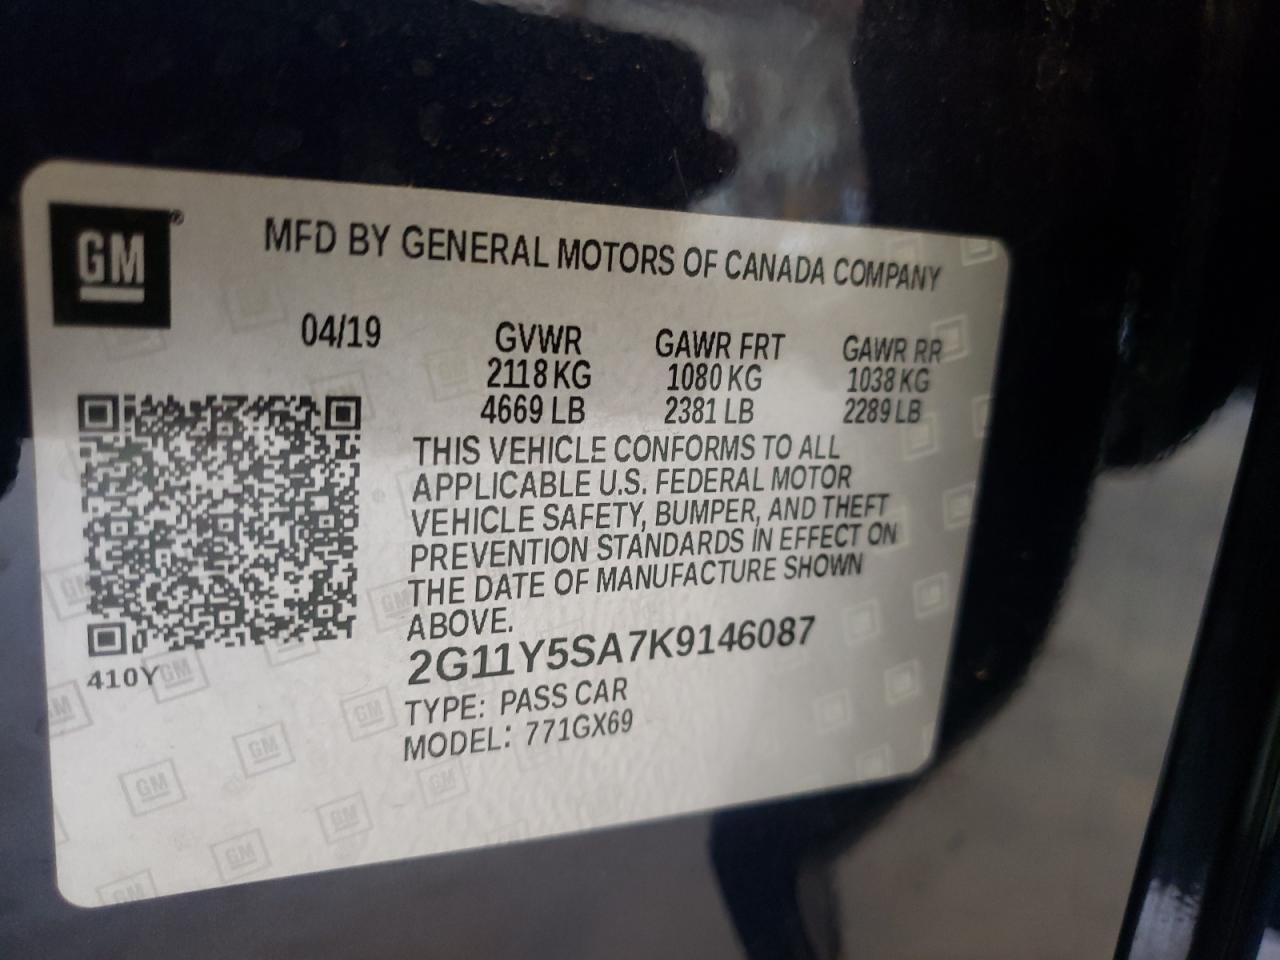 GM ®
MFD BY GENERAL MOTORS OF CANADA COMPANY
04/19 GVWR GAWR FRT GAWR RR
2118 KG 1080 KG 1038 KG
4669 LB 2381 LB 2289 LB
THIS VEHICLE CONFORMS TO ALL
APPLICABLE U.S. FEDERAL MOTOR
VEHICLE SAFETY, BUMPER, AND THEFT
PREVENTION STANDARDS IN EFFECT ON
THE DATE OF MANUFACTURE SHOWN
ABOVE.
2G11Y5SA7K9146087
410Y
TYPE: PASS CAR
MODEL: 771GX69